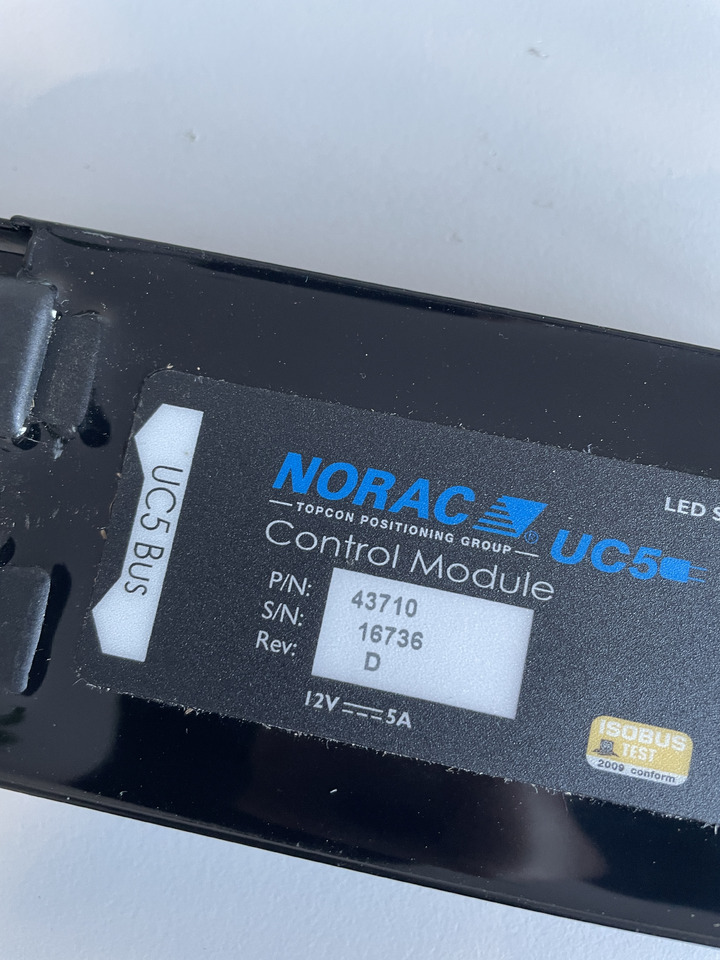 UC5 Bus
NORAC®
TOPCON POSITIONING GROUP
UC5
Control Module
P/N: 43710
S/N: 16736
Rev: D
12V 5A
LED
ISOBUS
TEST
2009 conform